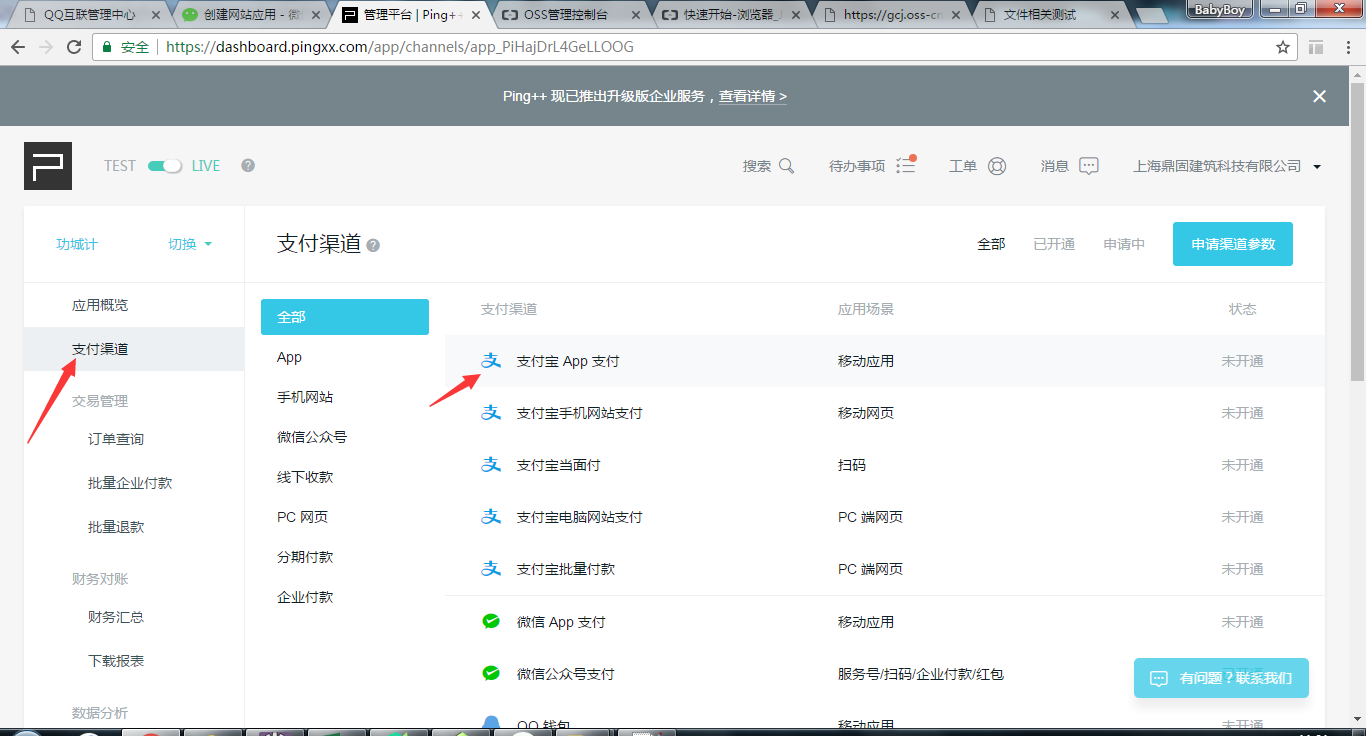 QQ互联管理中心
创建网站应用 - 微
管理平台 | Ping+
OSS管理控制台
快速开始-浏览器_
https://gcj.oss-cn
文件相关测试
BabyBoy
安全 https://dashboard.pingxx.com/app/channels/app_PiHajDrL4GeLLOOG
Ping++ 现已推出升级版企业服务，查看详情 >
TEST LIVE ?
搜索
待办事项
工单
消息
上海鼎固建筑科技有限公司
功城计 切换
应用概览
支付渠道
交易管理
订单查询
批量企业付款
批量退款
财务对账
财务汇总
下载报表
数据分析
支付渠道 ?
全部 已开通 申请中 申请渠道参数
全部
App
手机网站
微信公众号
线下收款
PC 网页
分期付款
企业付款
支付渠道 应用场景 状态
支付宝 App 支付 移动应用 未开通
支付宝手机网站支付 移动网页 未开通
支付宝当面付 扫码 未开通
支付宝电脑网站支付 PC 端网页 未开通
支付宝批量付款 PC 端网页 未开通
微信 App 支付 移动应用 未开通
微信公众号支付 服务号/扫码/企业付款/红包
QQ 钱包 移动应用 未开通
有问题？联系我们